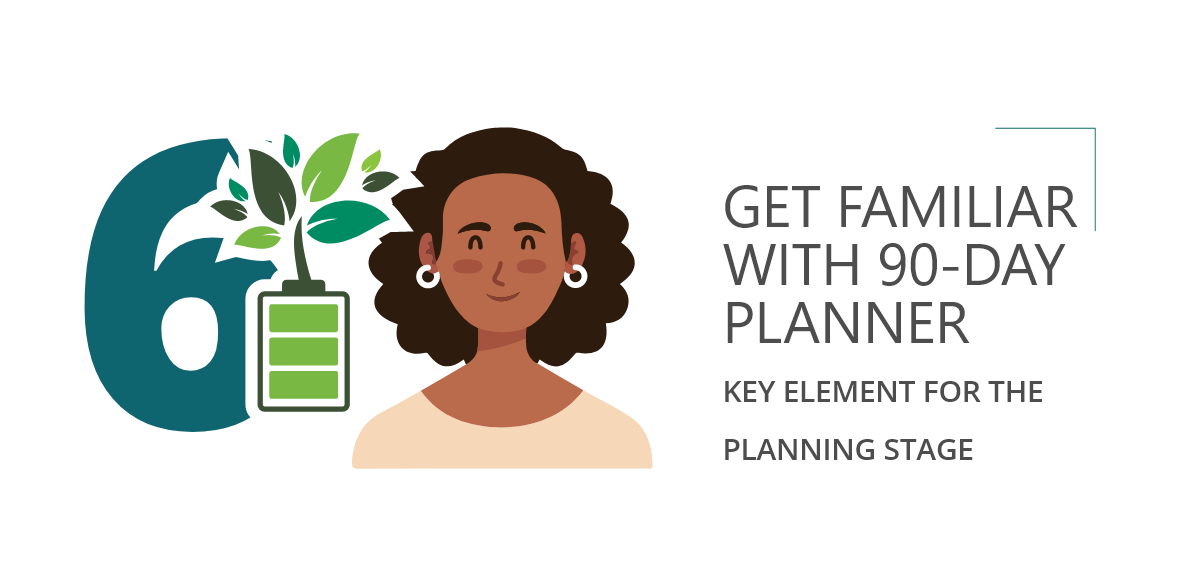 6
GET FAMILIAR
WITH 90-DAY
PLANNER
KEY ELEMENT FOR THE
PLANNING STAGE